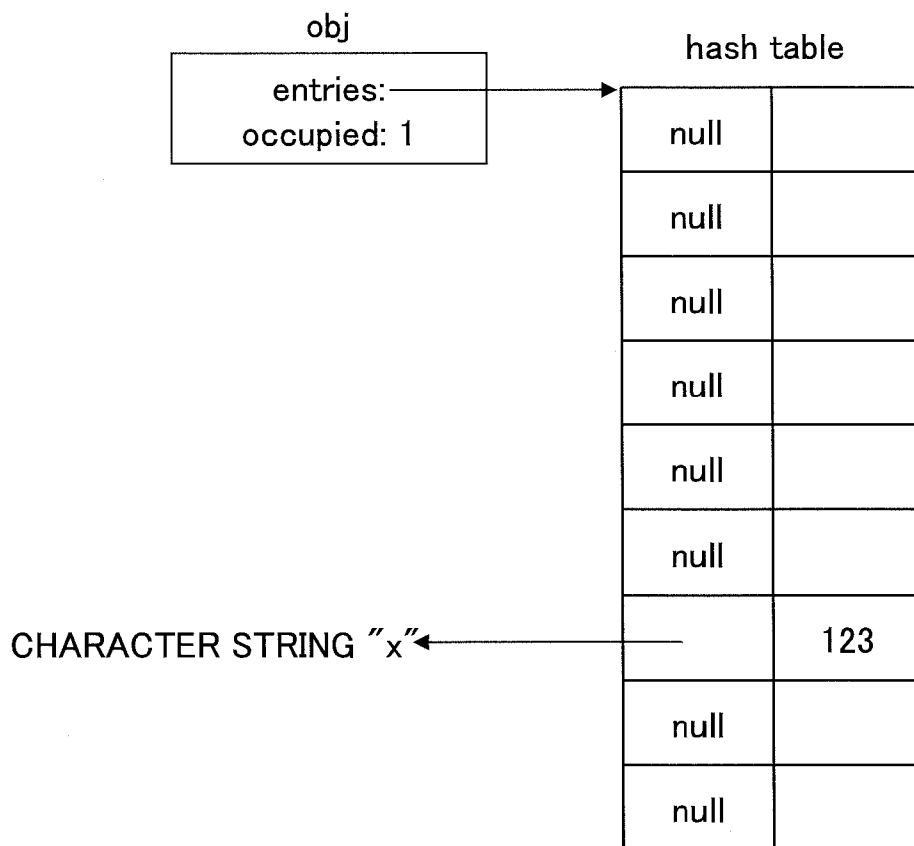 obj
hash table
entries:
occupied: 1
null
null
null
null
null
null
CHARACTER STRING "x"
123
null
null